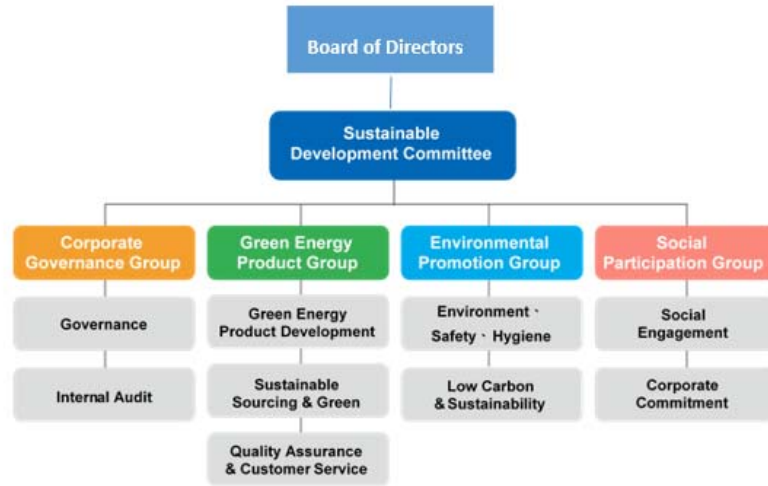 Board of Directors
Sustainable
Development Committee
Corporate
Governance Group
Green Energy
Product Group
Environmental
Promotion Group
Social
Participation Group
Governance
Green Energy
Product Development
Environment、
Safety、Hygiene
Social
Engagement
Internal Audit
Sustainable
Sourcing & Green
Low Carbon
& Sustainability
Corporate
Commitment
Quality Assurance
& Customer Service